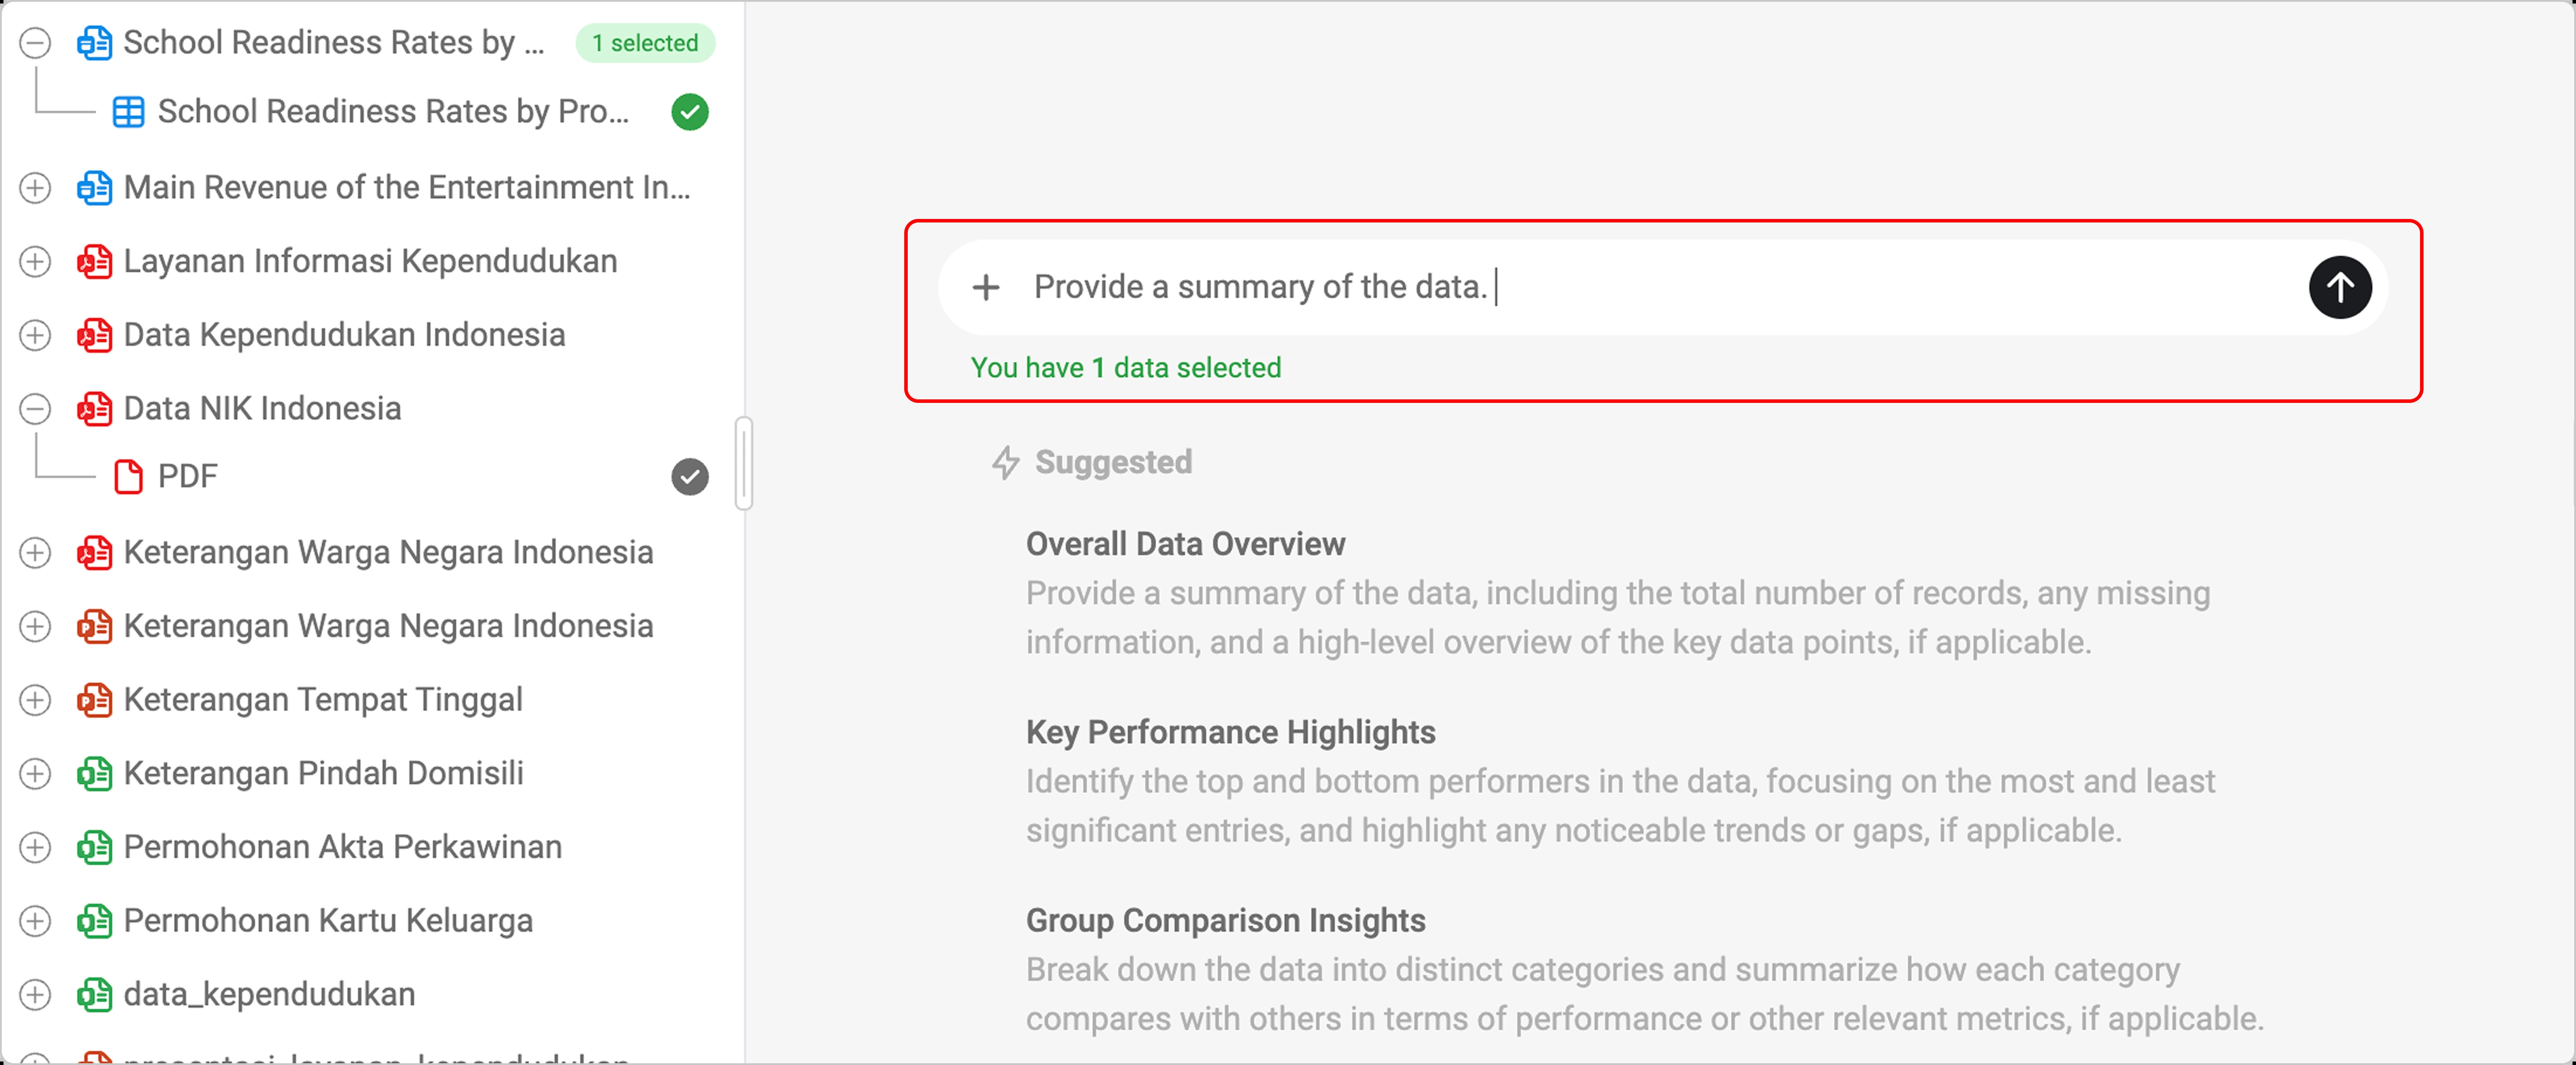 School Readiness Rates by ...
1 selected
School Readiness Rates by Pro...
Main Revenue of the Entertainment In...
Layanan Informasi Kependudukan
Data Kependudukan Indonesia
Data NIK Indonesia
PDF
Keterangan Warga Negara Indonesia
Keterangan Warga Negara Indonesia
Keterangan Tempat Tinggal
Keterangan Pindah Domisili
Permohonan Akta Perkawinan
Permohonan Kartu Keluarga
data_kependudukan
presentasi_layanan_kependudukan
Provide a summary of the data.
You have 1 data selected
Suggested
Overall Data Overview
Provide a summary of the data, including the total number of records, any missing
information, and a high-level overview of the key data points, if applicable.
Key Performance Highlights
Identify the top and bottom performers in the data, focusing on the most and least
significant entries, and highlight any noticeable trends or gaps, if applicable.
Group Comparison Insights
Break down the data into distinct categories and summarize how each category
compares with others in terms of performance or other relevant metrics, if applicable.